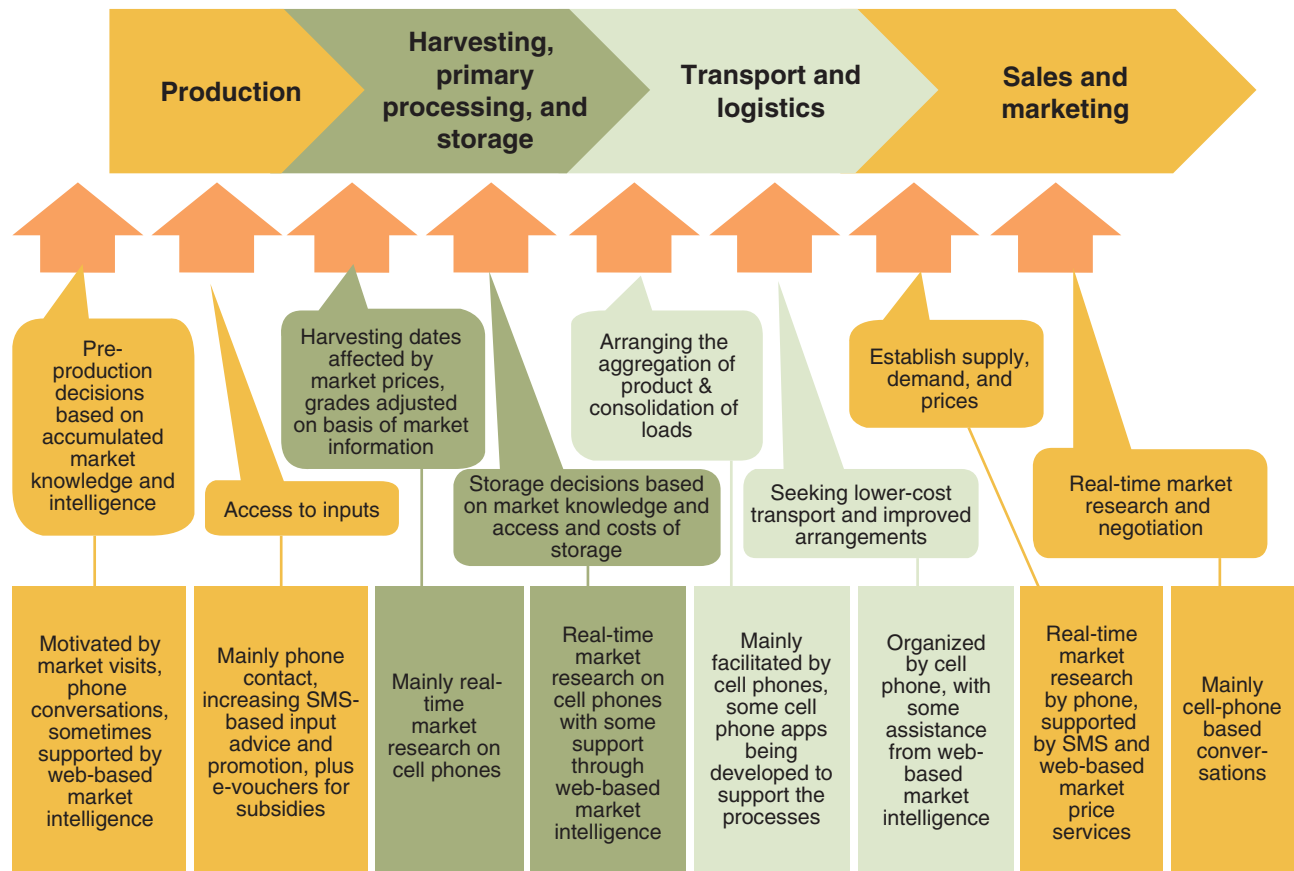 Production
Harvesting,
primary
processing, and
storage
Transport and
logistics
Sales and
marketing
Pre-
production
decisions
based on
accumulated
market
knowledge and
intelligence
Access to inputs
Harvesting dates
affected by
market prices,
grades adjusted
on basis of market
information
Storage decisions based
on market knowledge and
access and costs of
storage
Arranging the
aggregation of
product &
consolidation of
loads
Seeking lower-cost
transport and improved
arrangements
Establish supply,
demand, and
prices
Real-time market
research and
negotiation
Motivated by
market visits,
phone
conversations,
sometimes
supported by
web-based
market
intelligence
Mainly phone
contact,
increasing SMS-
based input
advice and
promotion, plus
e-vouchers for
subsidies
Mainly real-
time
market
research on
cell phones
Real-time
market
research on
cell phones
with some
support
through
web-based
market
intelligence
Mainly
facilitated by
cell phones,
some cell
phone apps
being
developed to
support the
processes
Organized
by cell
phone, with
some
assistance
from web-
based
market
intelligence
Real-time
market
research
by phone,
supported
by SMS and
web-based
market
price
services
Mainly
cell-phone
based
conver-
sations